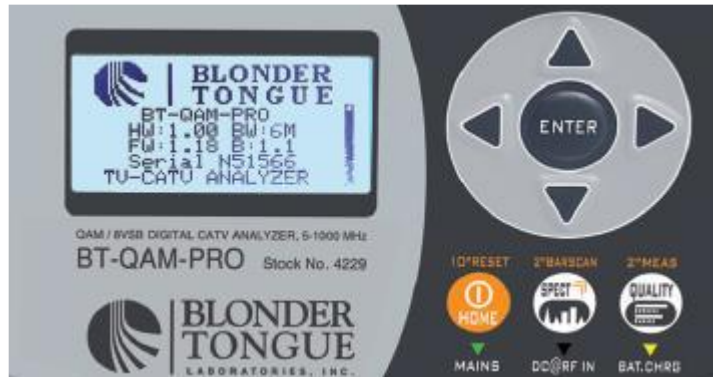 BLONDER
TONGUE
BT-QAM-PRO
HW:1.00 BW:6M
FW:1.18 B:1.1
Serial N51566
TV-CATV ANALYZER
QAM / 8VSB DIGITAL CATV ANALYZER, 5-1000 MHz
BT-QAM-PRO Stock No. 4229
BLONDER
TONGUE
LABORATORIES, INC.
ENTER
10"RESET 2"BARSCAN 2"MEAS
HOME SPECT QUALITY
MAINS DC@RF IN BAT.CHRG